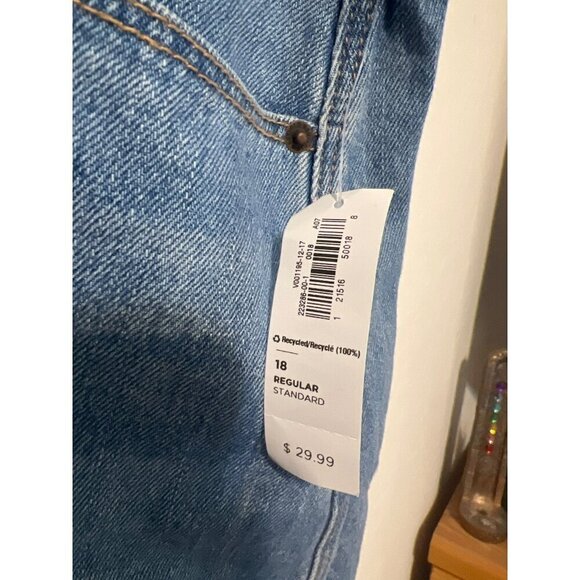 A07
0018
V001195-12-17
223286-00-1
1 21516 50018 8
Recycled/Recyclé (100%)
18
REGULAR
STANDARD
$ 29.99